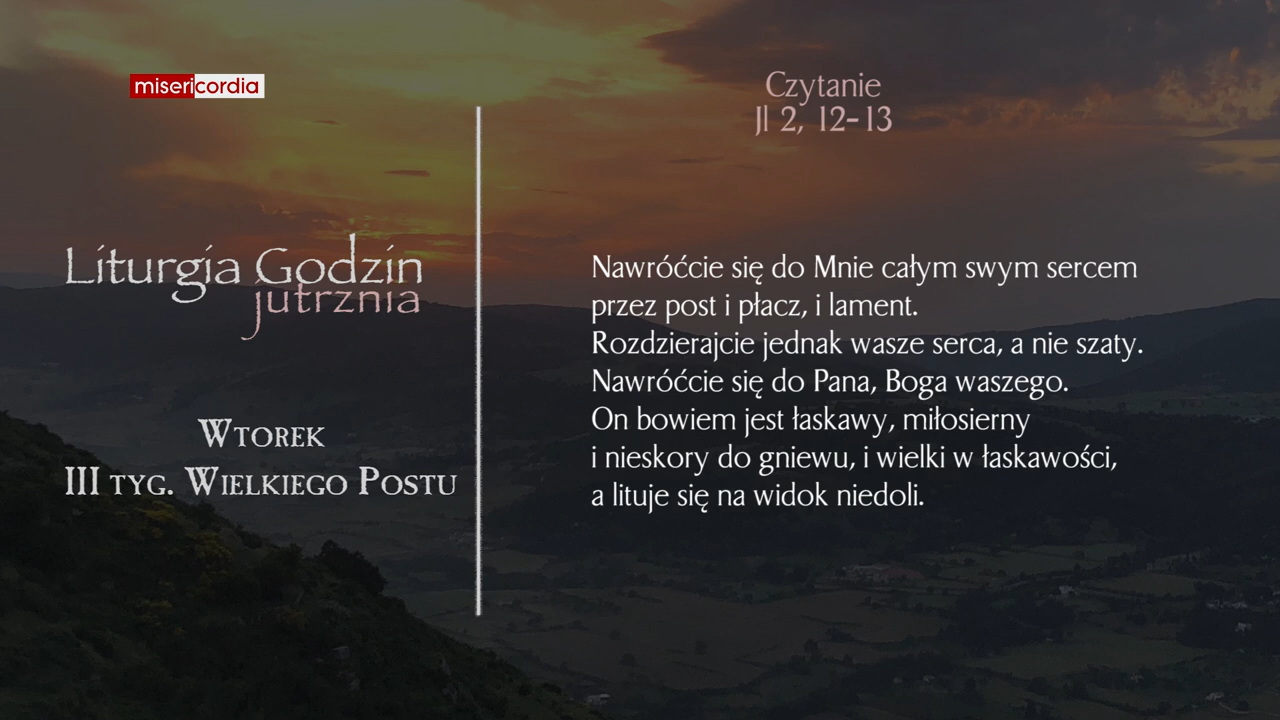 misericordia
Liturgia Godzin
jutrznia
Wtorek
III tyg. Wielkiego Postu
Czytanie
Jl 2, 12-13
Nawróćcie się do Mnie całym swym sercem
przez post i płacz, i lament.
Rozdzierajcie jednak wasze serca, a nie szaty.
Nawróćcie się do Pana, Boga waszego.
On bowiem jest łaskawy, miłosierny
i nieskory do gniewu, i wielki w łaskawości,
a lituje się na widok niedoli.